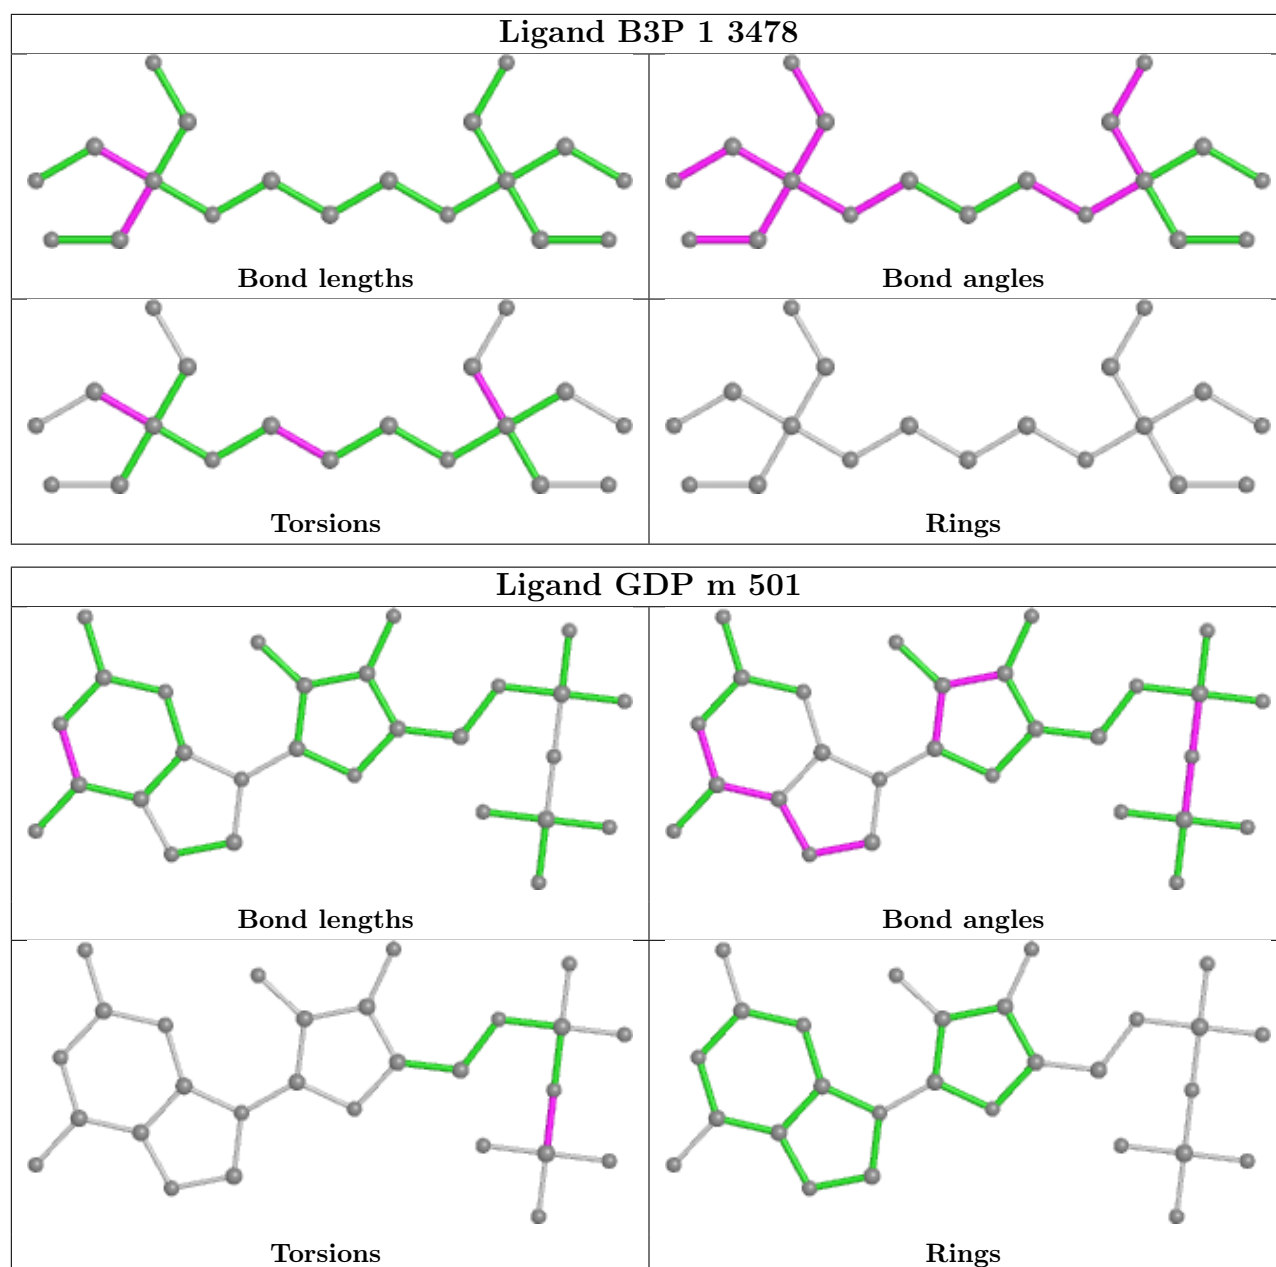 Ligand B3P 1 3478
Bond lengths
Bond angles
Torsions
Rings
Ligand GDP m 501
Bond lengths
Bond angles
Torsions
Rings